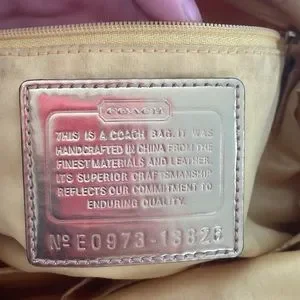 COACH
THIS IS A COACH BAG. IT WAS
HANDCRAFTED IN CHINA FROM THE
FINEST MATERIALS AND LEATHER.
ITS SUPERIOR CRAFTSMANSHIP
REFLECTS OUR COMMITMENT TO
ENDURING QUALITY.
Nº E0973-13826